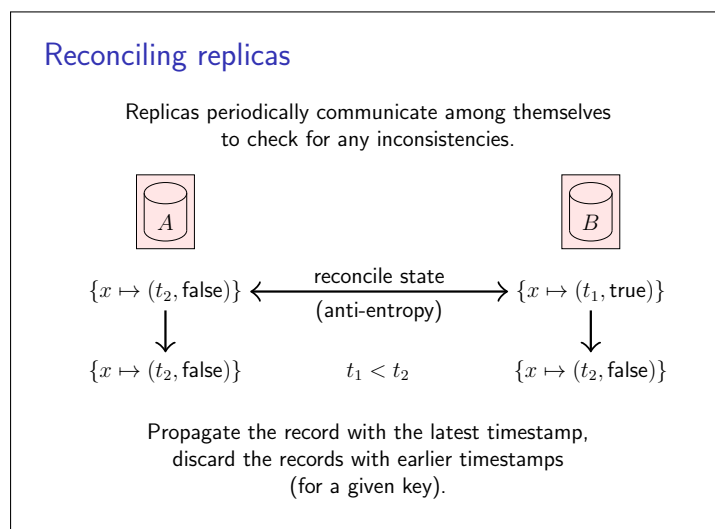 Reconciling replicas
Replicas periodically communicate among themselves
to check for any inconsistencies.
A
B
{x ↦ (t₂, false)}
reconcile state
(anti-entropy)
{x ↦ (t₁, true)}
{x ↦ (t₂, false)}
t₁ < t₂
{x ↦ (t₂, false)}
Propagate the record with the latest timestamp,
discard the records with earlier timestamps
(for a given key).